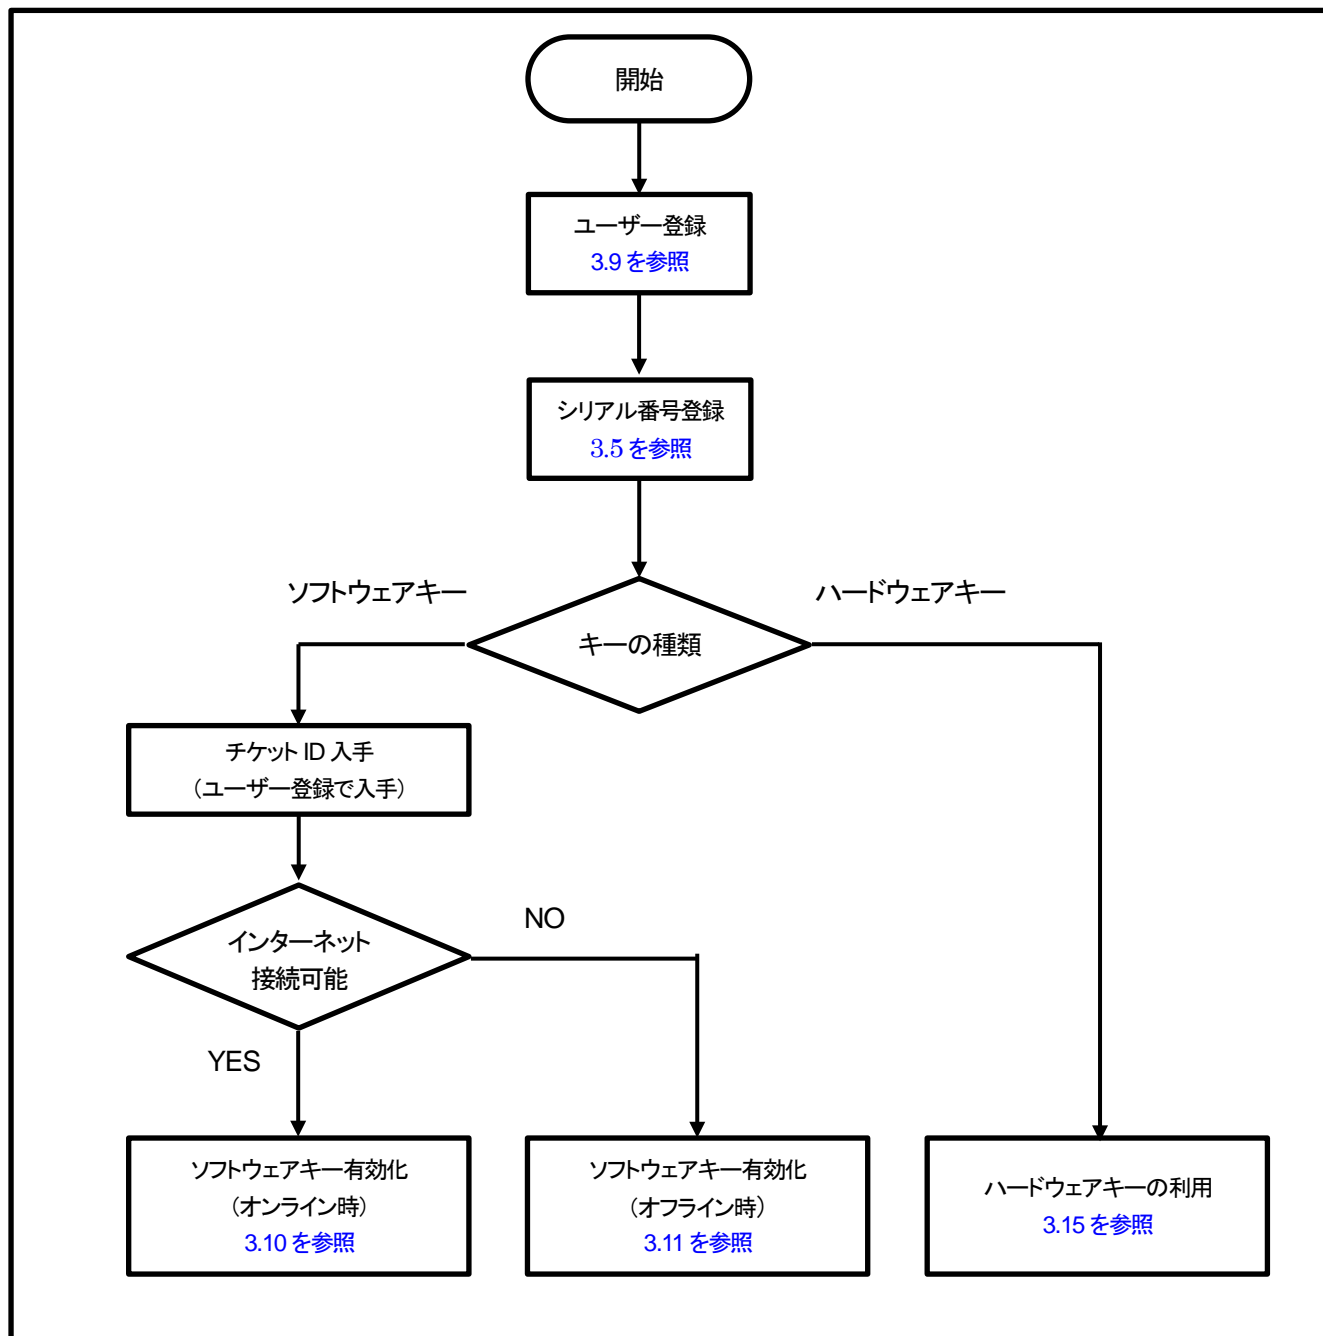 開始
ユーザー登録
3.9 を参照
シリアル番号登録
3.5 を参照
ソフトウェアキー
ハードウェアキー
キーの種類
チケット ID 入手
（ユーザー登録で入手）
インターネット
接続可能
NO
YES
ソフトウェアキー有効化
（オンライン時）
3.10 を参照
ソフトウェアキー有効化
（オフライン時）
3.11 を参照
ハードウェアキーの利用
3.15 を参照